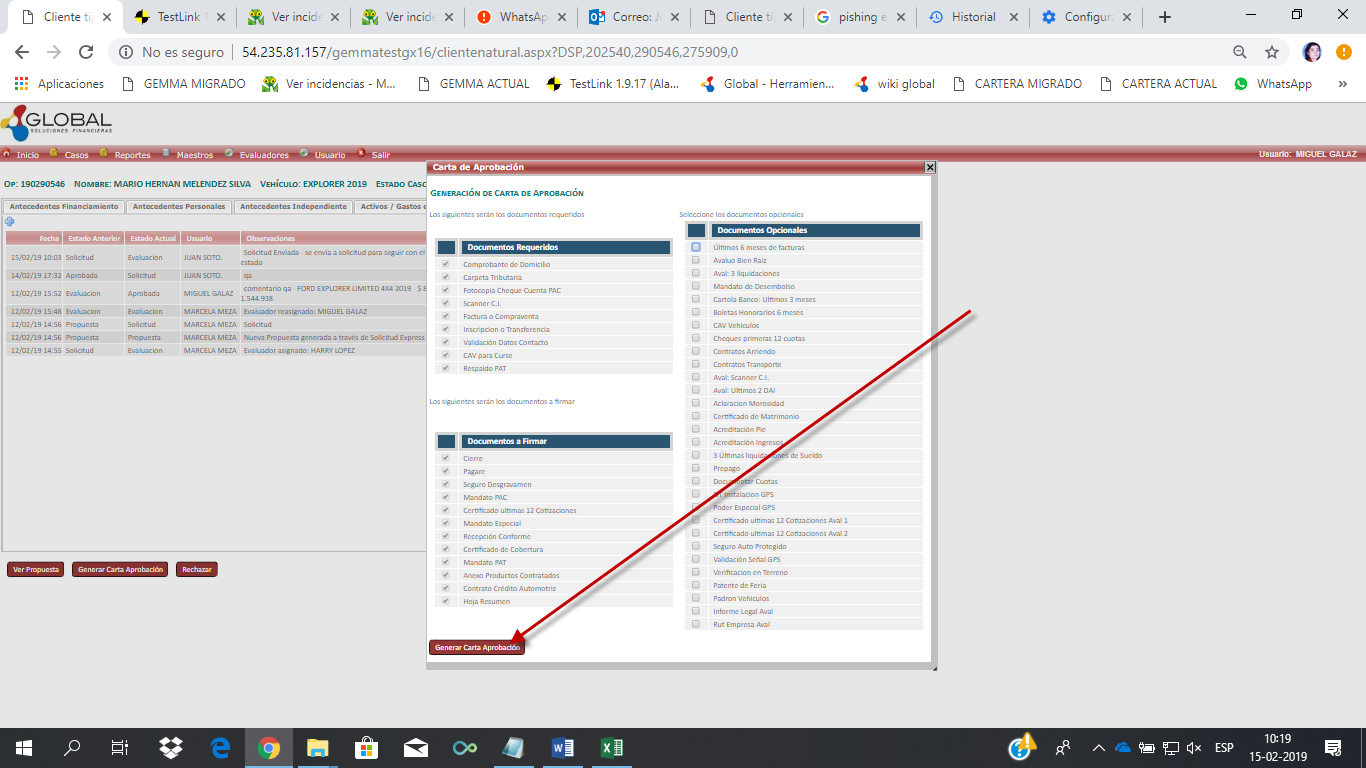 Cliente ti
TestLink 1
Ver incide
Ver incide
WhatsAp
Correo: Ji
Cliente tip
pishing e
Historial
Configura
No es seguro | 54.235.81.157/gemmatestgx16/clientenatural.aspx?DSP,202540,290546,275909,0
Aplicaciones
GEMMA MIGRADO
Ver incidencias - M...
GEMMA ACTUAL
TestLink 1.9.17 (Ala...
Global - Herramien...
wiki global
CARTERA MIGRADO
CARTERA ACTUAL
WhatsApp
»
GLOBAL
SOLUCIONES FINANCIERAS
Inicio Casos Reportes Maestros Evaluadores Usuario Salir
Usuario: MIGUEL GALAZ
Op: 190290546 Nombre: MARIO HERNAN MELENDEZ SILVA Vehículo: EXPLORER 2019
Antecedentes Financiamiento
Antecedentes Personales
Antecedentes Independiente
Activos / Gastos e
Fecha Estado Anterior Estado Actual Usuario Observaciones
15/02/19 10:03 Solicitud Evaluacion JUAN SOTO. Solicitud Enviada - se envia a solicitud para seguir con el
estado
14/02/19 17:32 Aprobada Solicitud JUAN SOTO. qa
12/02/19 15:52 Evaluacion Aprobada MIGUEL GALAZ comentario qa - FORD EXPLORER LIMITED 4X4 2019 - $ 8
1.544.938
12/02/19 15:48 Evaluacion Evaluacion MARCELA MEZA Evaluador reasignado: MIGUEL GALAZ
12/02/19 14:56 Propuesta Solicitud MARCELA MEZA Solicitud
12/02/19 14:56 Propuesta Propuesta MARCELA MEZA Nueva Propuesta generada a través de Solicitud Express
12/02/19 14:55 Solicitud Evaluacion MARCELA MEZA Evaluador asignado: HARRY LOPEZ
Ver Propuesta
Generar Carta Aprobación
Rechazar
Carta de Aprobación
Generación de Carta de Aprobación
Los siguientes serán los documentos requeridos
Documentos Requeridos
Comprobante de Domicilio
Carpeta Tributaria
Fotocopia Cheque Cuenta PAC
Scanner C.I.
Factura o Compraventa
Inscripcion o Transferencia
Validación Datos Contacto
CAV para Curse
Respaldo PAT
Los siguientes serán los documentos a firmar
Documentos a Firmar
Cierre
Pagare
Seguro Desgravamen
Mandato PAC
Certificado ultimas 12 Cotizaciones
Mandato Especial
Recepción Conforme
Certificado de Cobertura
Mandato PAT
Anexo Productos Contratados
Contrato Crédito Automotriz
Hoja Resumen
Generar Carta Aprobación
Seleccione los documentos opcionales
Documentos Opcionales
Últimos 6 meses de facturas
Avaluo Bien Raiz
Aval: 3 liquidaciones
Mandato de Desembolso
Cartola Banco: Ultimos 3 meses
Boletas Honorarios 6 meses
CAV Vehiculos
Cheques primeras 12 cuotas
Contratos Arriendo
Contratos Transporte
Aval: Scanner C.I.
Aval: Ultimos 2 DAI
Aclaracion Morosidad
Certificado de Matrimonio
Acreditación Pie
Acreditación Ingresos
3 Últimas liquidaciones de Sueldo
Prepago
Documentar Cuotas
Instalacion GPS
Poder Especial GPS
Certificado ultimas 12 Cotizaciones Aval 1
Certificado ultimas 12 Cotizaciones Aval 2
Seguro Auto Protegido
Validación Señal GPS
Verificacion en Terreno
Patente de Feria
Padron Vehiculos
Informe Legal Aval
Rut Empresa Aval
ESP
10:19
15-02-2019